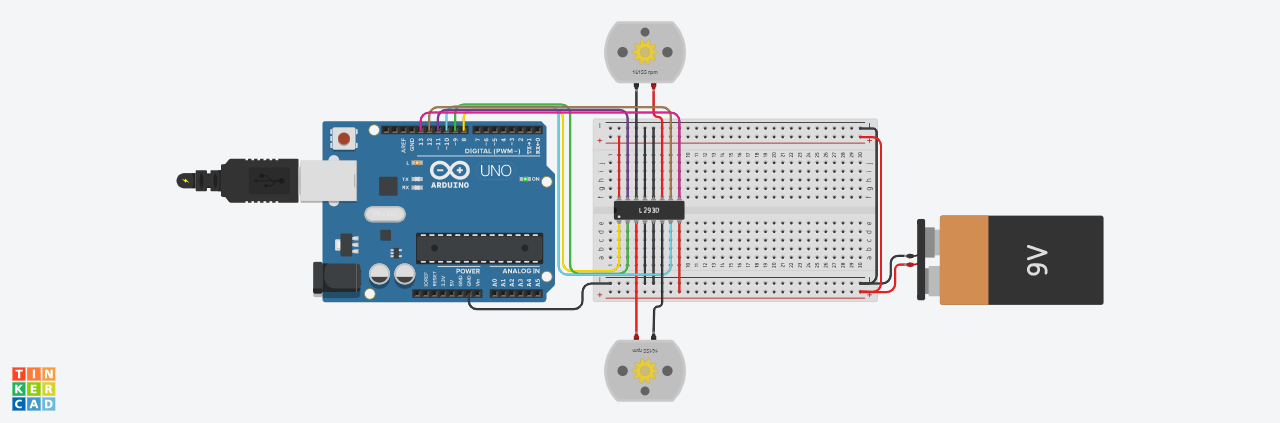 16155 rpm
AREF
GND
13
12
~11
~10
~9
8
7
~6
~5
4
~3
2
TX→1
RX←0
DIGITAL (PWM~)
L
TX
RX
ARDUINO
UNO
ON
L293D
POWER
ANALOG IN
IOREF
RESET
3.3V
5V
GND
GND
Vin
A0
A1
A2
A3
A4
A5
9V
TIN
KER
CAD